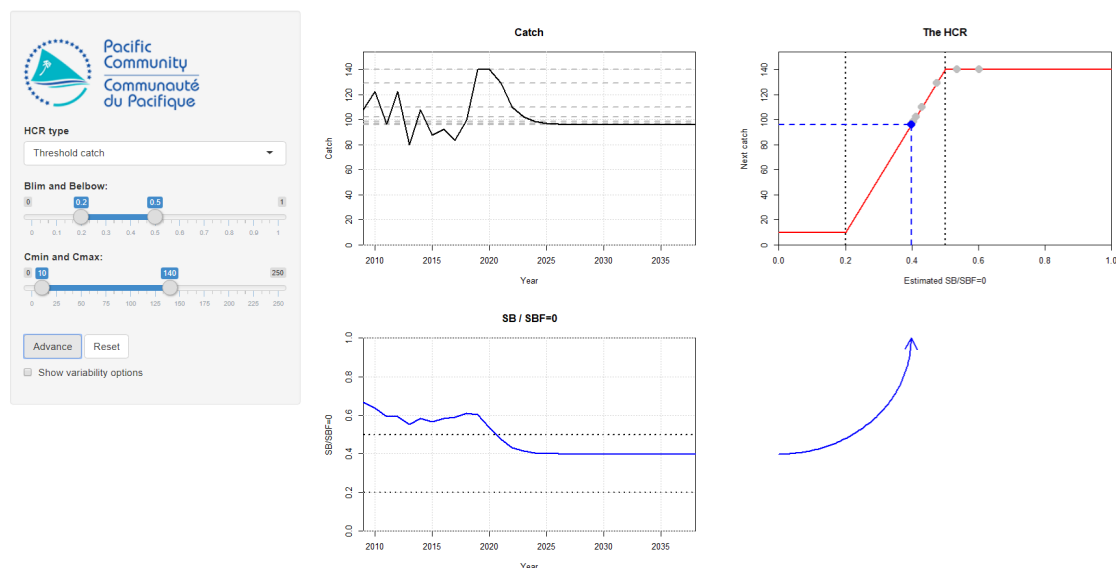 Pacific
Community
Communauté
du Pacifique
HCR type
Threshold catch
Blim and Belbow:
0 0.2 0.5 1
0 0.1 0.2 0.3 0.4 0.5 0.6 0.7 0.8 0.9 1
Cmin and Cmax:
0 10 140 250
0 25 50 75 100 125 150 175 200 225 250
Advance Reset
Show variability options
Catch
Catch
140
120
100
80
60
40
20
0
2010 2015 2020 2025 2030 2035
Year
The HCR
Next catch
140
120
100
80
60
40
20
0
0.0 0.2 0.4 0.6 0.8 1.0
Estimated SB/SBF=0
SB / SBF=0
SB/SBF=0
1.0
0.8
0.6
0.4
0.2
0.0
2010 2015 2020 2025 2030 2035
Year